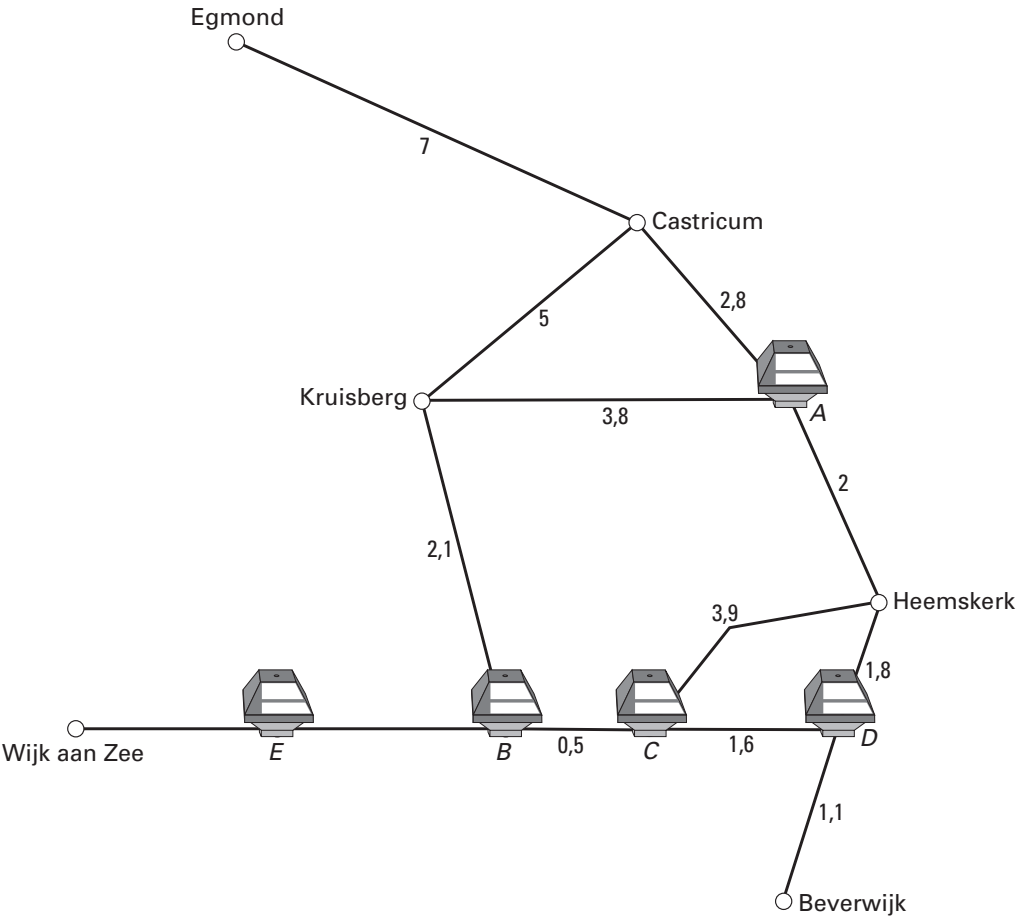 Egmond
7
Castricum
2,8
5
Kruisberg
3,8
A
2
2,1
Heemskerk
3,9
1,8
Wijk aan Zee
E
B
0,5
C
1,6
D
1,1
Beverwijk